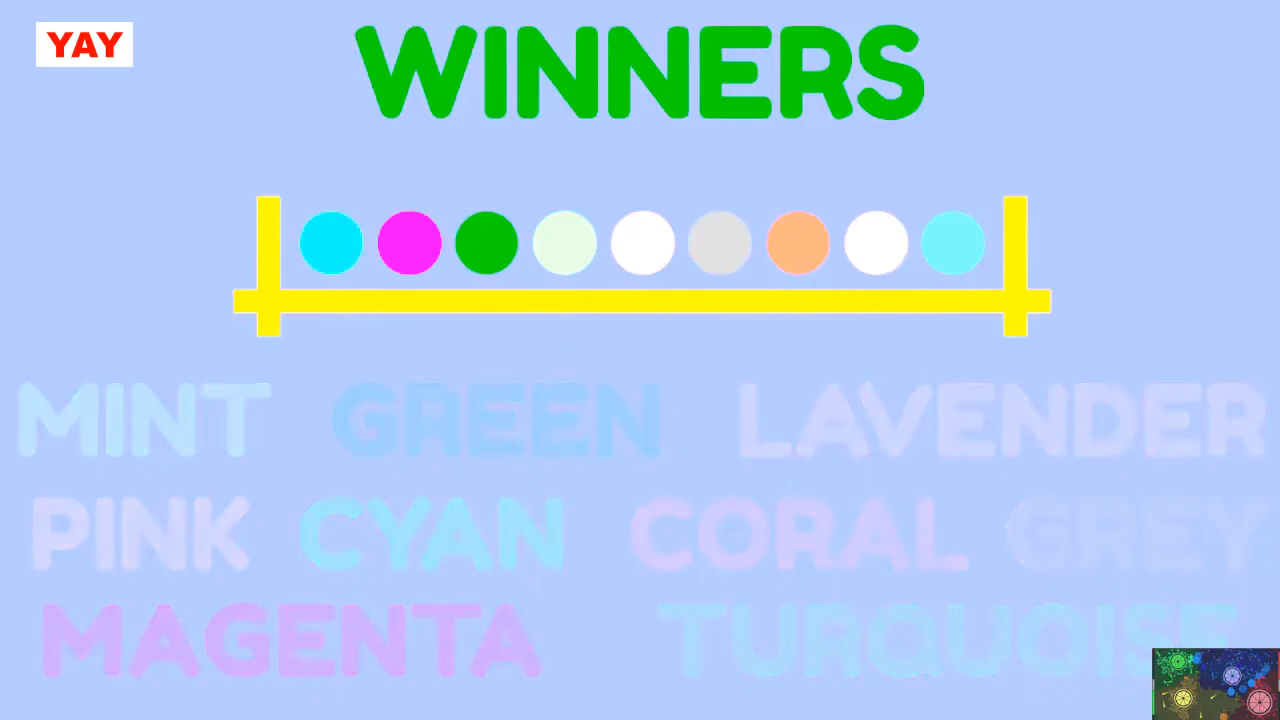 YAY
WINNERS
MINT GREEN LAVENDER
PINK CYAN CORAL GREY
MAGENTA TURQUOISE